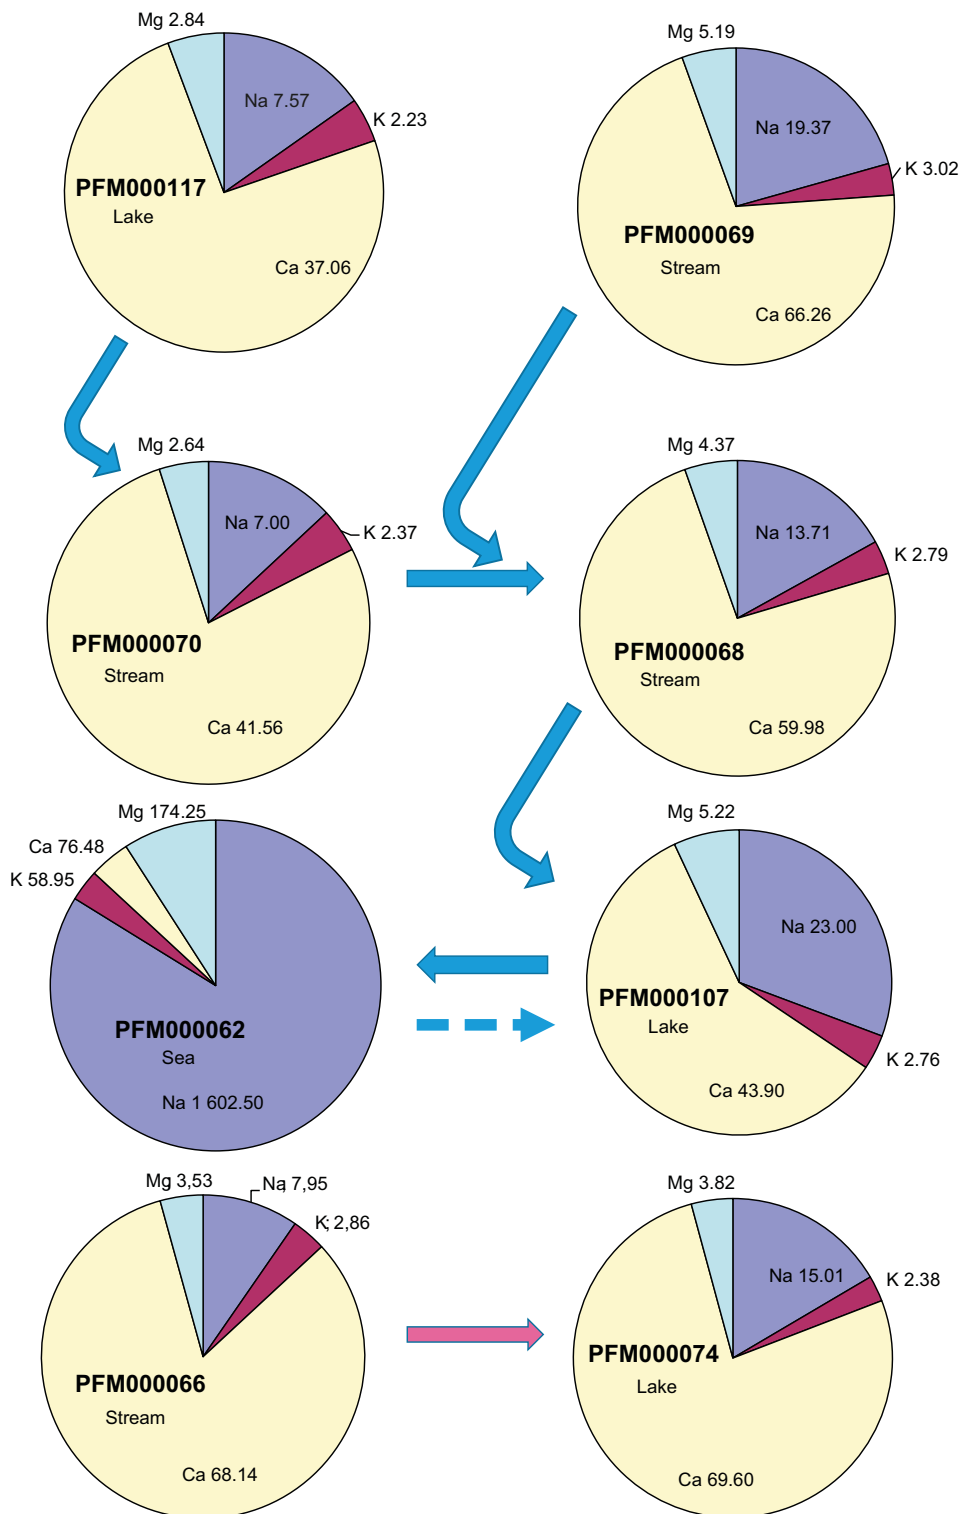 Mg 2.84
Na 7.57
K 2.23
PFM000117
Lake
Ca 37.06
Mg 5.19
Na 19.37
K 3.02
PFM000069
Stream
Ca 66.26
Mg 2.64
Na 7.00
K 2.37
PFM000070
Stream
Ca 41.56
Mg 4.37
Na 13.71
K 2.79
PFM000068
Stream
Ca 59.98
Mg 174.25
Ca 76.48
K 58.95
PFM000062
Sea
Na 1 602.50
Mg 5.22
Na 23.00
PFM000107
Lake
K 2.76
Ca 43.90
Mg 3,53
Na; 7,95
K; 2,86
PFM000066
Stream
Ca 68.14
Mg 3.82
Na 15.01
K 2.38
PFM000074
Lake
Ca 69.60